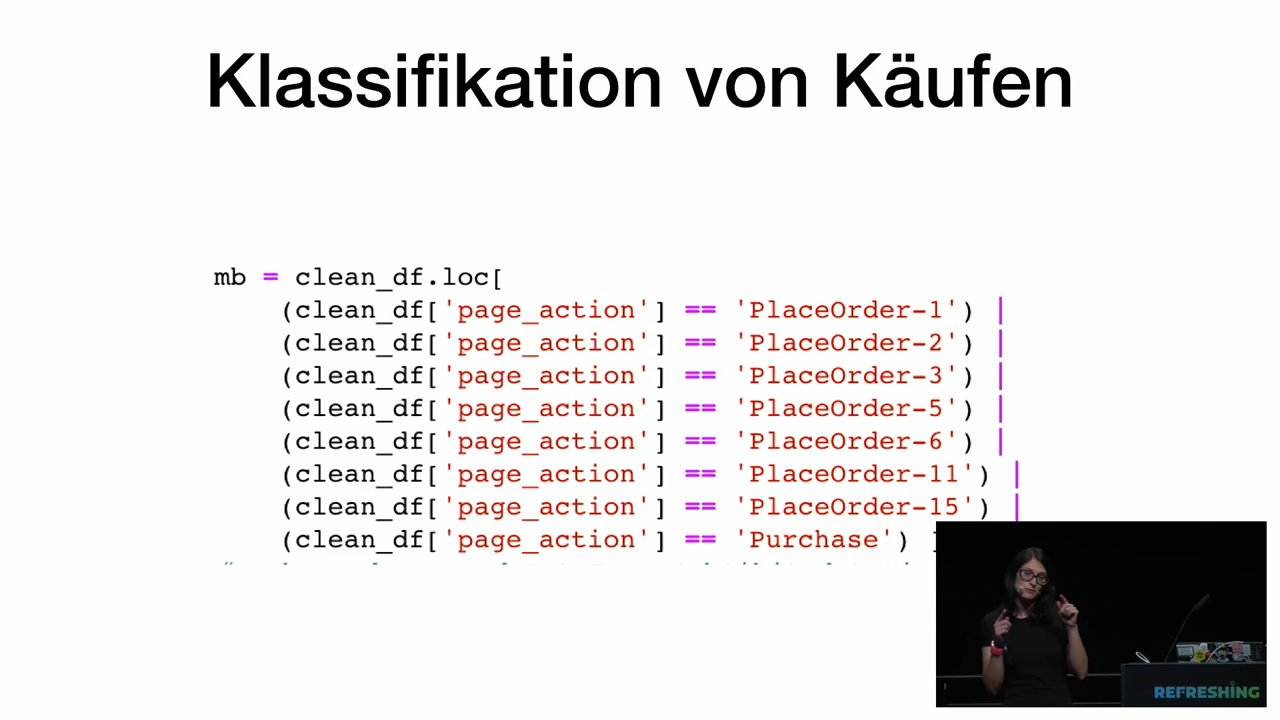 Klassifikation von Käufen
mb = clean_df.loc[
(clean_df['page_action'] == 'PlaceOrder-1') |
(clean_df['page_action'] == 'PlaceOrder-2') |
(clean_df['page_action'] == 'PlaceOrder-3') |
(clean_df['page_action'] == 'PlaceOrder-5') |
(clean_df['page_action'] == 'PlaceOrder-6') |
(clean_df['page_action'] == 'PlaceOrder-11') |
(clean_df['page_action'] == 'PlaceOrder-15') |
(clean_df['page_action'] == 'Purchase') ]
REFRESHING